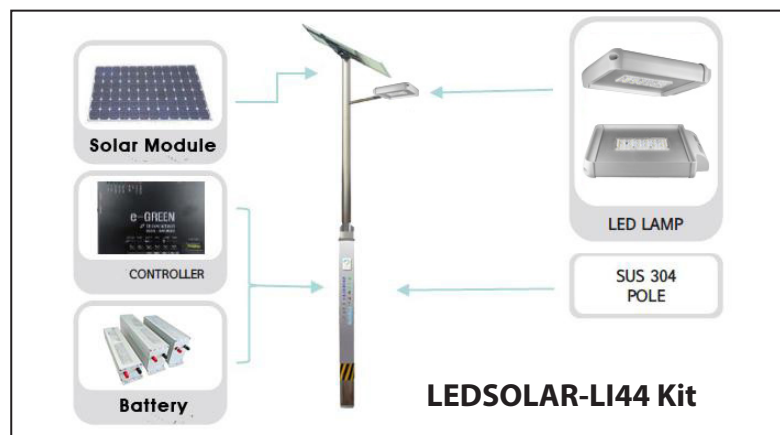 Solar Module
e-GREEN
CONTROLLER
Battery
LED LAMP
SUS 304
POLE
LEDSOLAR-LI44 Kit